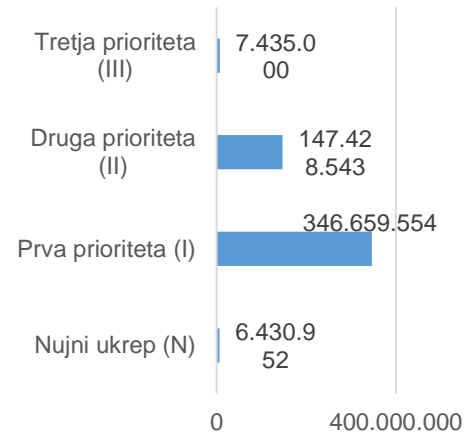 Tretja prioriteta
(III)
7.435.0
00
Druga prioriteta
(II)
147.42
8.543
Prva prioriteta (I)
346.659.554
Nujni ukrep (N)
6.430.9
52
0
400.000.000